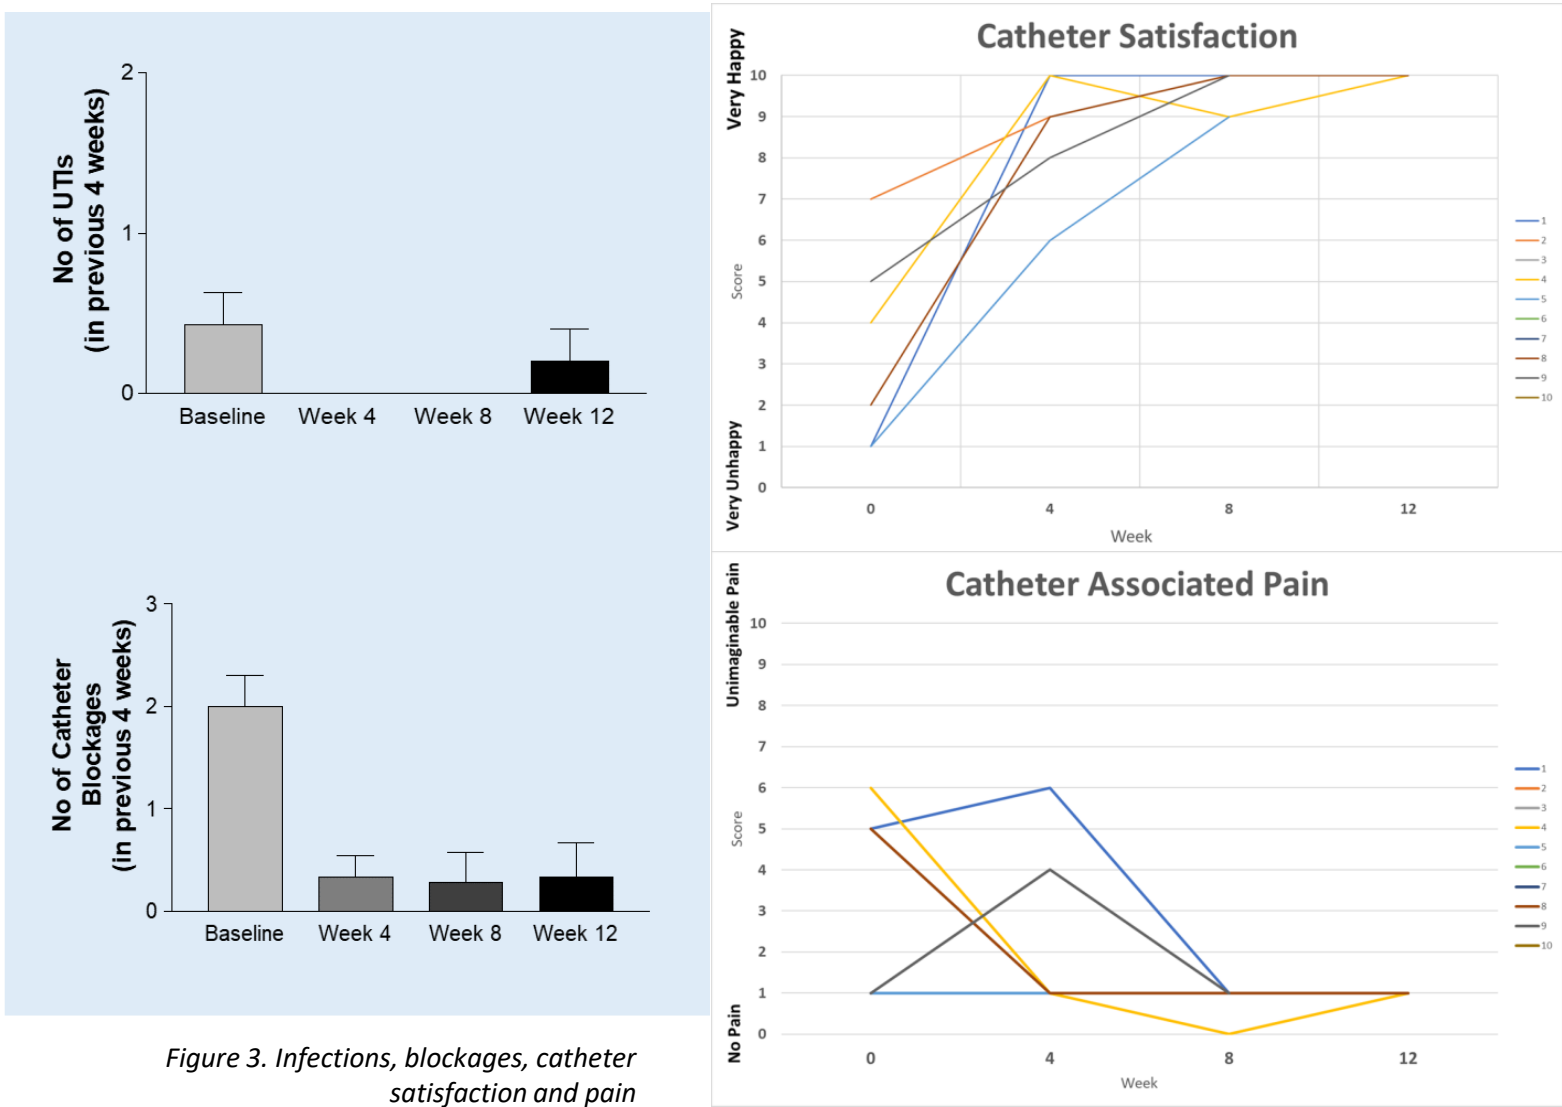 No of UTIs
(in previous 4 weeks)
2
1
0
Baseline Week 4 Week 8 Week 12
No of Catheter
Blockages
(in previous 4 weeks)
3
2
1
0
Baseline Week 4 Week 8 Week 12
Figure 3. Infections, blockages, catheter
satisfaction and pain
Catheter Satisfaction
Very Happy
Very Unhappy
Score
10
9
8
7
6
5
4
3
2
1
0
0 4 8 12
Week
1
2
3
4
5
6
7
8
9
10
Catheter Associated Pain
Unimaginable Pain
No Pain
Score
10
9
8
7
6
5
4
3
2
1
0
0 4 8 12
Week
1
2
3
4
5
6
7
8
9
10